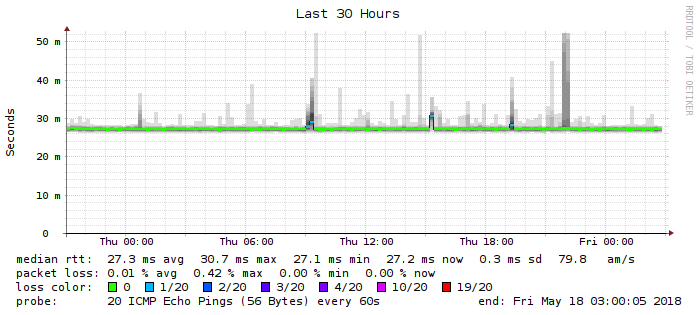 Last 30 Hours
RRDTOOL / TOBI OETIKER
Seconds
50 m
40 m
30 m
20 m
10 m
0
Thu 00:00 Thu 06:00 Thu 12:00 Thu 18:00 Fri 00:00
median rtt: 27.3 ms avg 30.7 ms max 27.1 ms min 27.2 ms now 0.3 ms sd 79.8 am/s
packet loss: 0.01 % avg 0.42 % max 0.00 % min 0.00 % now
loss color: 0 1/20 2/20 3/20 4/20 10/20 19/20
probe: 20 ICMP Echo Pings (56 Bytes) every 60s end: Fri May 18 03:00:05 2018